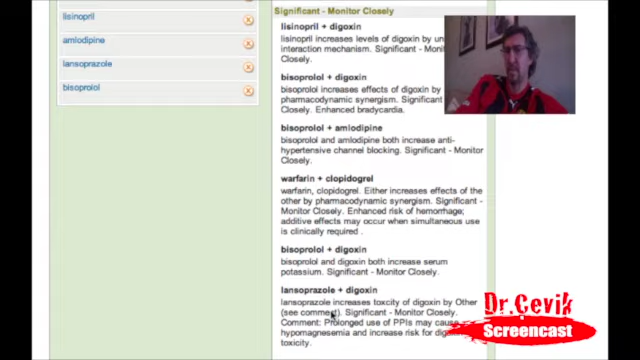 lisinopril
amlodipine
lansoprazole
bisoprolol
Significant - Monitor Closely
lisinopril + digoxin
lisinopril increases levels of digoxin by
interaction mechanism. Significant -
Closely.
bisoprolol + digoxin
bisoprolol increases effects of digoxin by
pharmacodynamic synergism. Significant
Closely. Enhanced bradycardia.
bisoprolol + amlodipine
bisoprolol and amlodipine both increase anti-
hypertensive channel blocking. Significant - Monitor
Closely.
warfarin + clopidogrel
warfarin, clopidogrel. Either increases effects of the
other by pharmacodynamic synergism. Significant -
Monitor Closely. Enhanced risk of hemorrhage;
additive effects may occur when simultaneous use
is clinically required .
bisoprolol + digoxin
bisoprolol and digoxin both increase serum
potassium. Significant - Monitor Closely.
lansoprazole + digoxin
lansoprazole increases toxcity of digoxin by Other
(see comment). Significant - Monitor Closely.
Comment: Prolonged use of PPIs may cause
hypomagnesemia and increase risk for
toxicity.
Dr.Çevik
Screencast